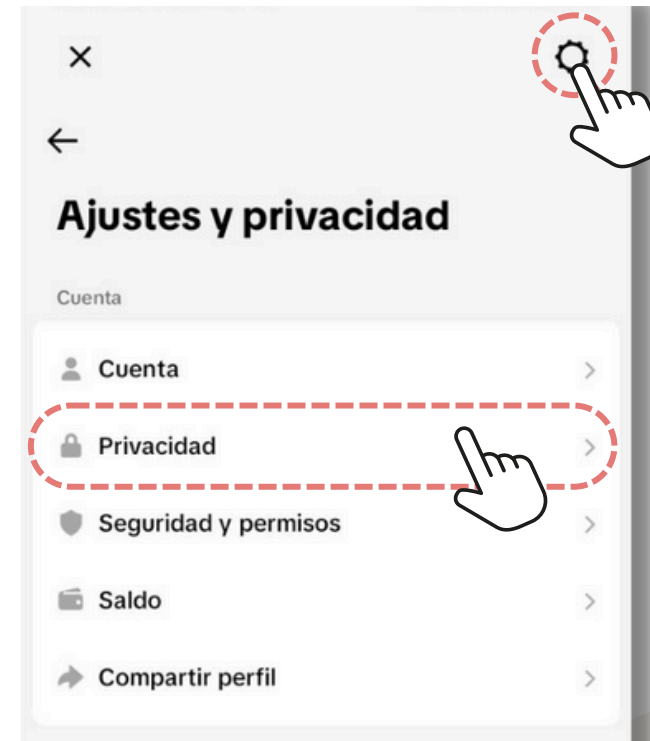 Ajustes y privacidad
Cuenta
Cuenta
Privacidad
Seguridad y permisos
Saldo
Compartir perfil